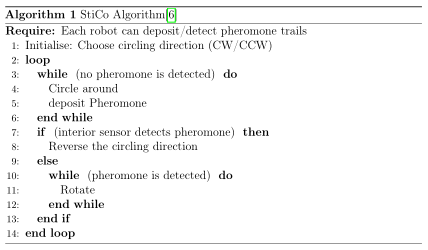 Algorithm 1 StiCo Algorithm[6]
Require: Each robot can deposit/detect pheromone trails
1: Initialise: Choose circling direction (CW/CCW)
2: loop
3: while (no pheromone is detected) do
4: Circle around
5: deposit Pheromone
6: end while
7: if (interior sensor detects pheromone) then
8: Reverse the circling direction
9: else
10: while (pheromone is detected) do
11: Rotate
12: end while
13: end if
14: end loop